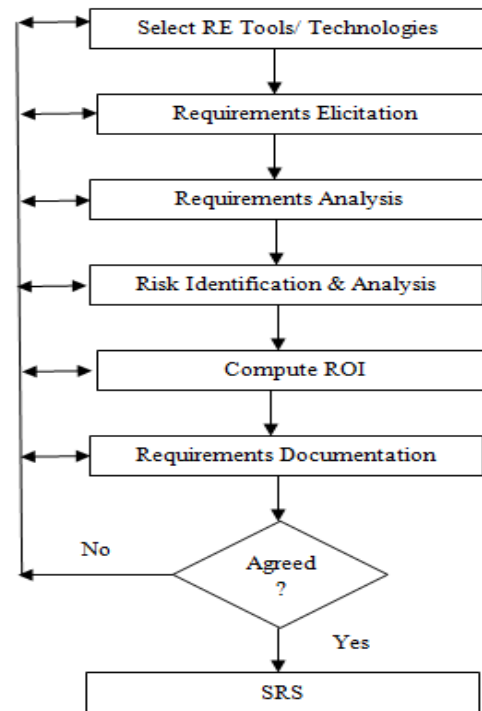 Select RE Tools/ Technologies
Requirements Elicitation
Requirements Analysis
Risk Identification & Analysis
Compute ROI
Requirements Documentation
No
Agreed
?
Yes
SRS